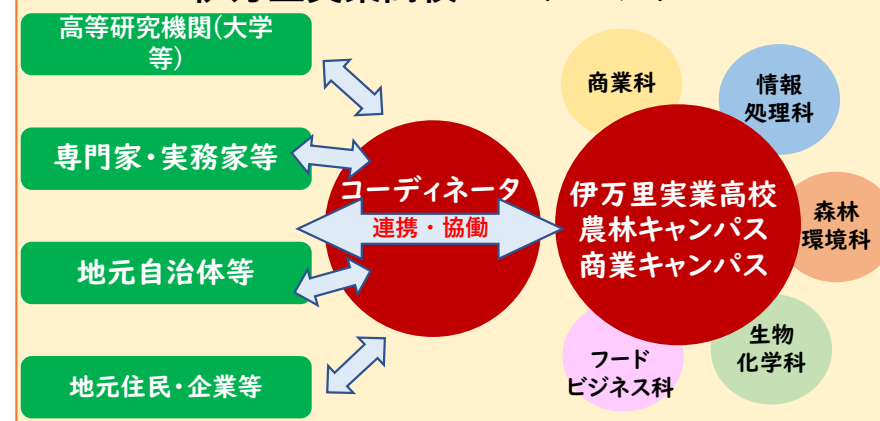 高等研究機関(大学
等)
専門家・実務家等
地元自治体等
地元住民・企業等
コーディネータ
連携・協働
伊万里実業高校
農林キャンパス
商業キャンパス
商業科
情報
処理科
森林
環境科
生物
化学科
フード
ビジネス科